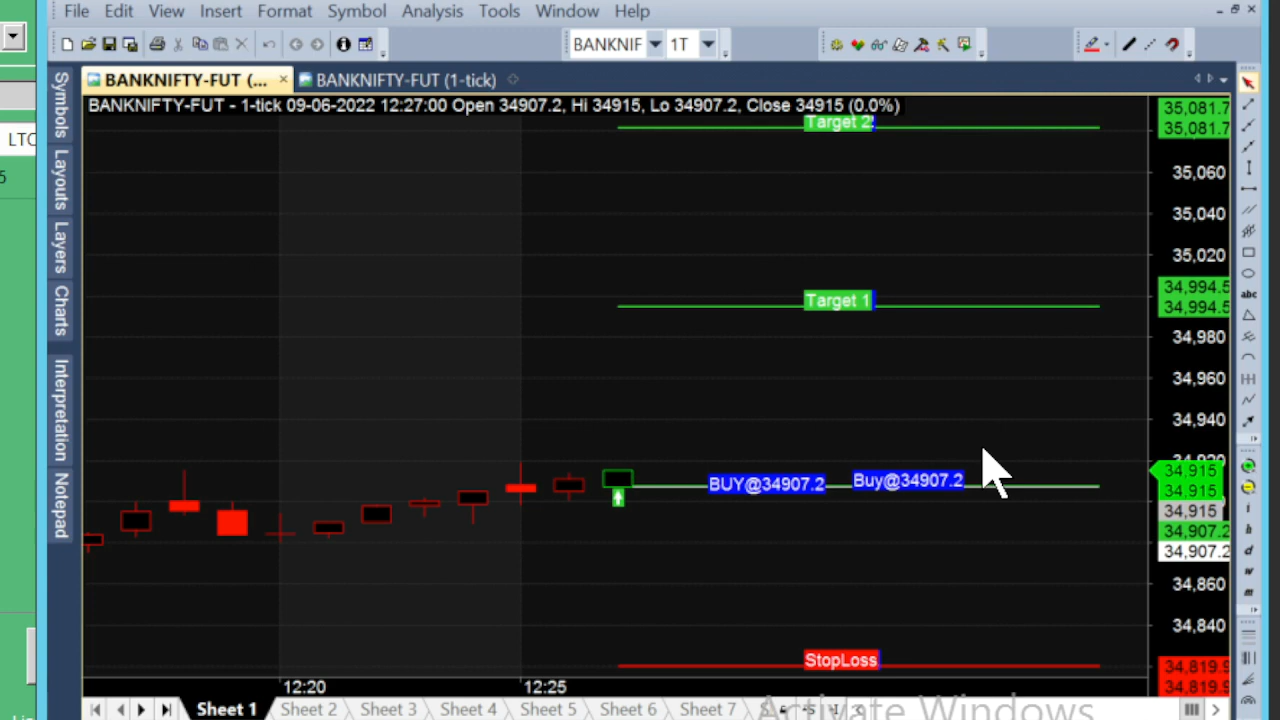 File Edit View Insert Format Symbol Analysis Tools Window Help
BANKNIF 1T
BANKNIFTY-FUT (... BANKNIFTY-FUT (1-tick)
BANKNIFTY-FUT - 1-tick 09-06-2022 12:27:00 Open 34907.2, Hi 34915, Lo 34907.2, Close 34915 (0.0%)
LTC
5
Symbols
Layouts
Layers
Charts
Interpretation
Notepad
Target 2
Target 1
BUY@34907.2 Buy@34907.2
StopLoss
35,081.7
35,081.7
35,060
35,040
35,020
34,994.5
34,994.5
34,980
34,960
34,940
34,920
34,915
34,915
34,915
34,907.2
34,907.2
34,860
34,840
34,819.9
34,819.9
abc
i
h
d
w
m
12:20 12:25
Sheet 1 Sheet 2 Sheet 3 Sheet 4 Sheet 5 Sheet 6 Sheet 7
Activate Windows